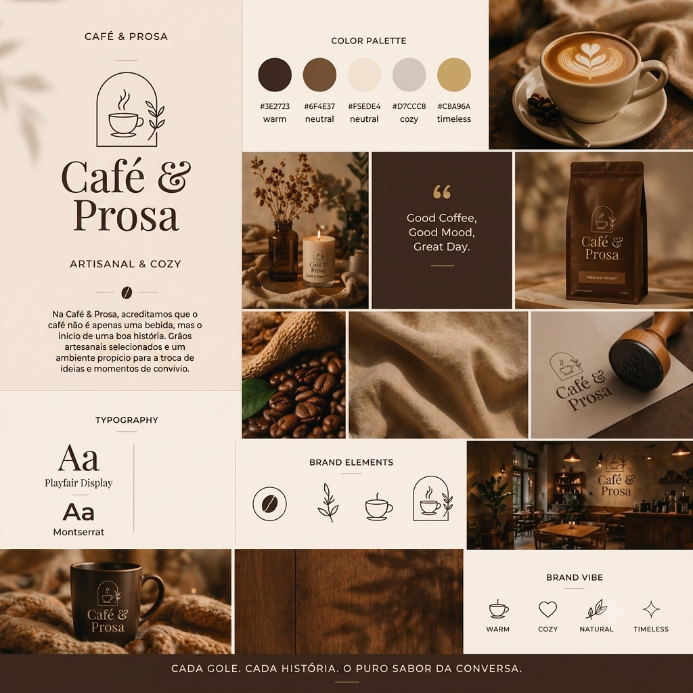 CAFÉ & PROSA
Café &
Prosa
ARTISANAL & COZY
Na Café & Prosa, acreditamos que o
café não é apenas uma bebida, mas o
início de uma boa história. Grãos
artesanais selecionados e um
ambiente propício para a troca de
ideias e momentos de convívio.
COLOR PALETTE
#3E2723
warm
#6F4E37
neutral
#F5EDE4
neutral
#D7CCC8
cozy
#C8A96A
timeless
Café &
Prosa
“
Good Coffee,
Good Mood,
Great Day.
Café &
Prosa
MEDIUM ROAST
Café &
Prosa
TYPOGRAPHY
Aa
Playfair Display
Aa
Montserrat
BRAND ELEMENTS
Café &
Prosa
Café &
Prosa
BRAND VIBE
WARM
COZY
NATURAL
TIMELESS
CADA GOLE. CADA HISTÓRIA. O PURO SABOR DA CONVERSA.